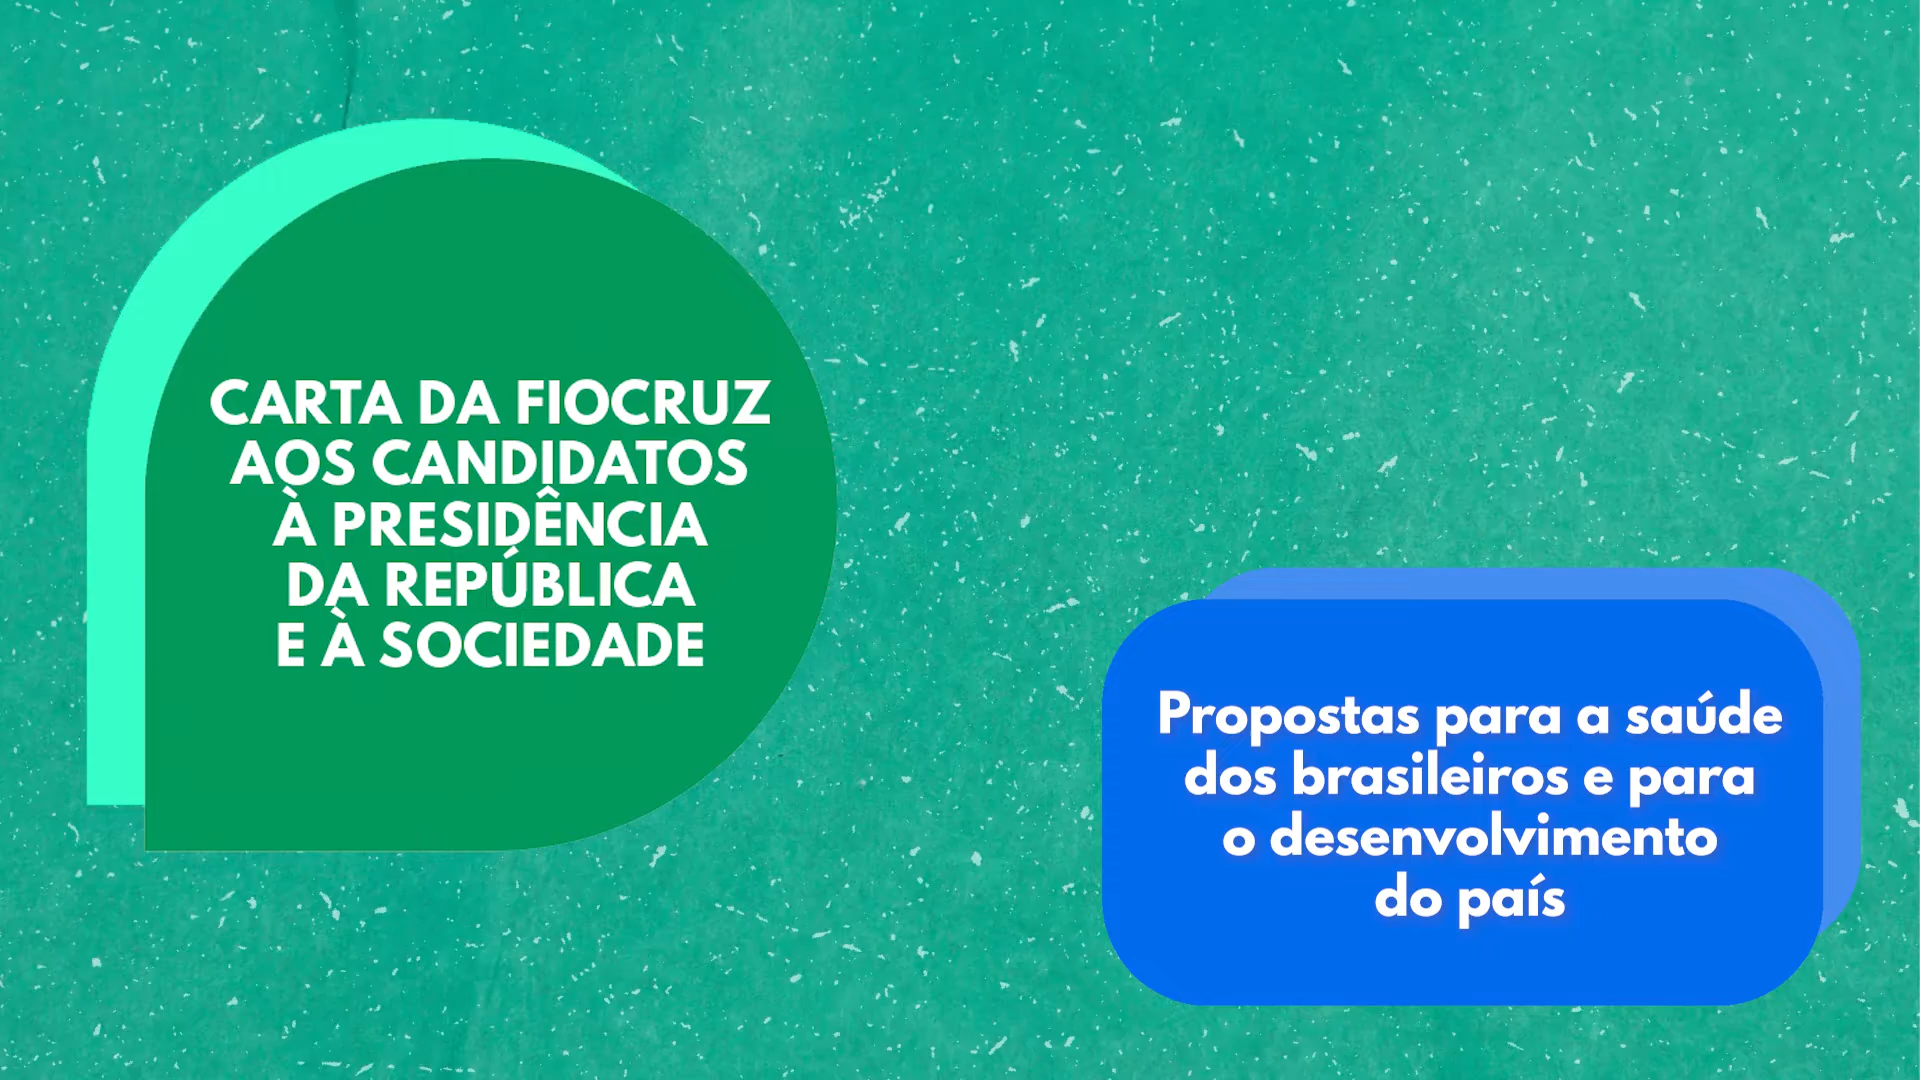 CARTA DA FIOCRUZ
AOS CANDIDATOS
À PRESIDÊNCIA
DA REPÚBLICA
E À SOCIEDADE
Propostas para a saúde
dos brasileiros e para
o desenvolvimento
do país